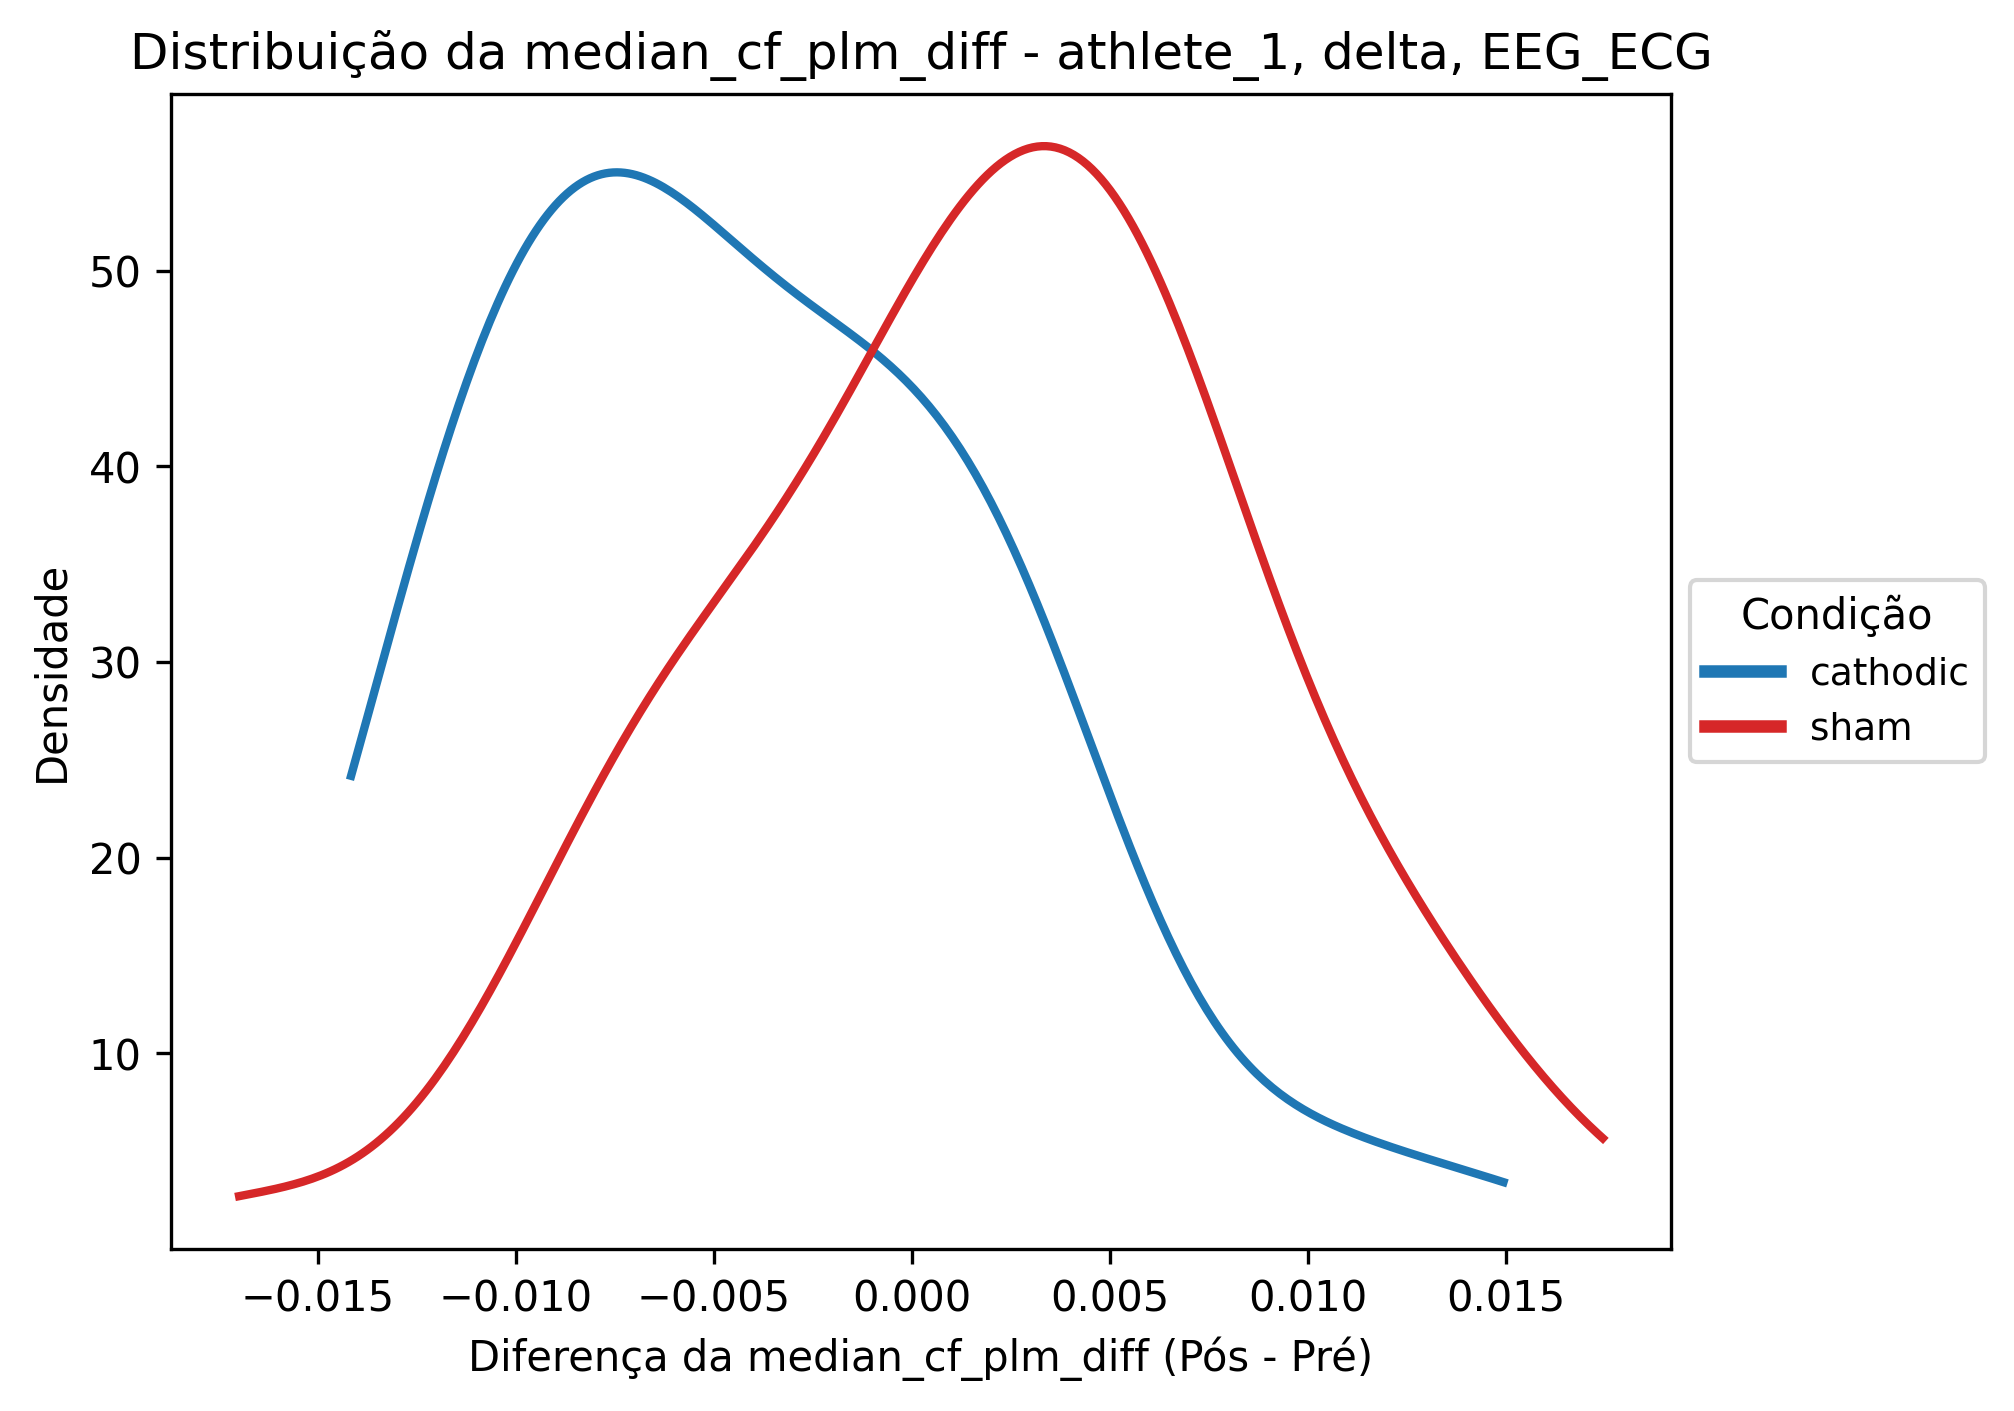 Distribuição da median_cf_plm_diff - athlete_1, delta, EEG_ECG
Densidade
50
40
30
20
10
−0.015 −0.010 −0.005 0.000 0.005 0.010 0.015
Diferença da median_cf_plm_diff (Pós - Pré)
Condição
cathodic
sham